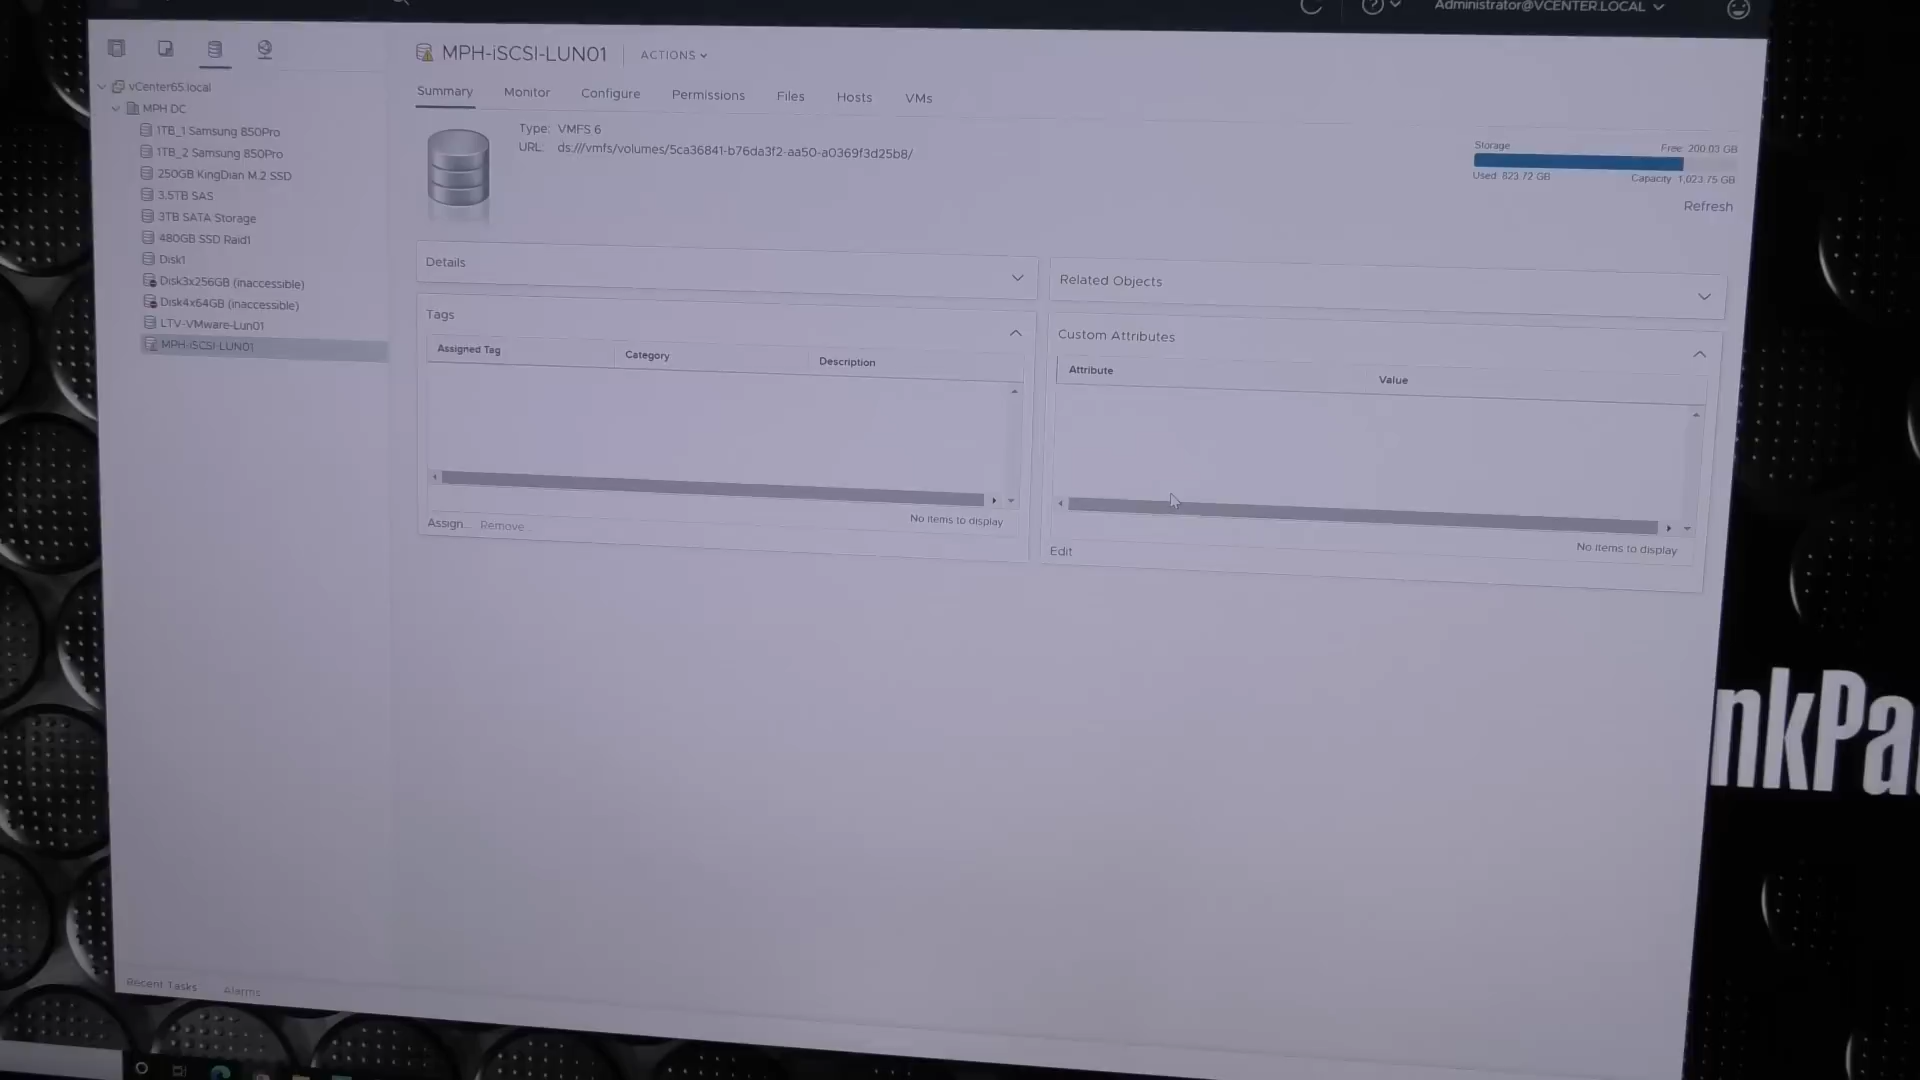 Administrator@VCENTER.LOCAL
MPH-iSCSI-LUN01
ACTIONS
Summary
Monitor
Configure
Permissions
Files
Hosts
VMs
vCenter65.local
MPH DC
1TB_1 Samsung 850Pro
1TB_2 Samsung 850Pro
250GB KingDian M.2 SSD
3.5TB SAS
3TB SATA Storage
480GB SSD Raid1
Disk1
Disk3x256GB (inaccessible)
Disk4x64GB (inaccessible)
LTV-VMware-Lun01
MPH-iSCSI-LUN01
Type: VMFS 6
URL: ds:///vmfs/volumes/5ca36841-b76da3f2-aa50-a0369f3d25b8/
Storage
Free: 200.03 GB
Used: 823.72 GB
Capacity: 1,023.75 GB
Refresh
Details
Related Objects
Tags
Assigned Tag
Category
Description
No items to display
Assign...
Remove...
Custom Attributes
Attribute
Value
No items to display
Edit
Recent Tasks
Alarms
nkPa